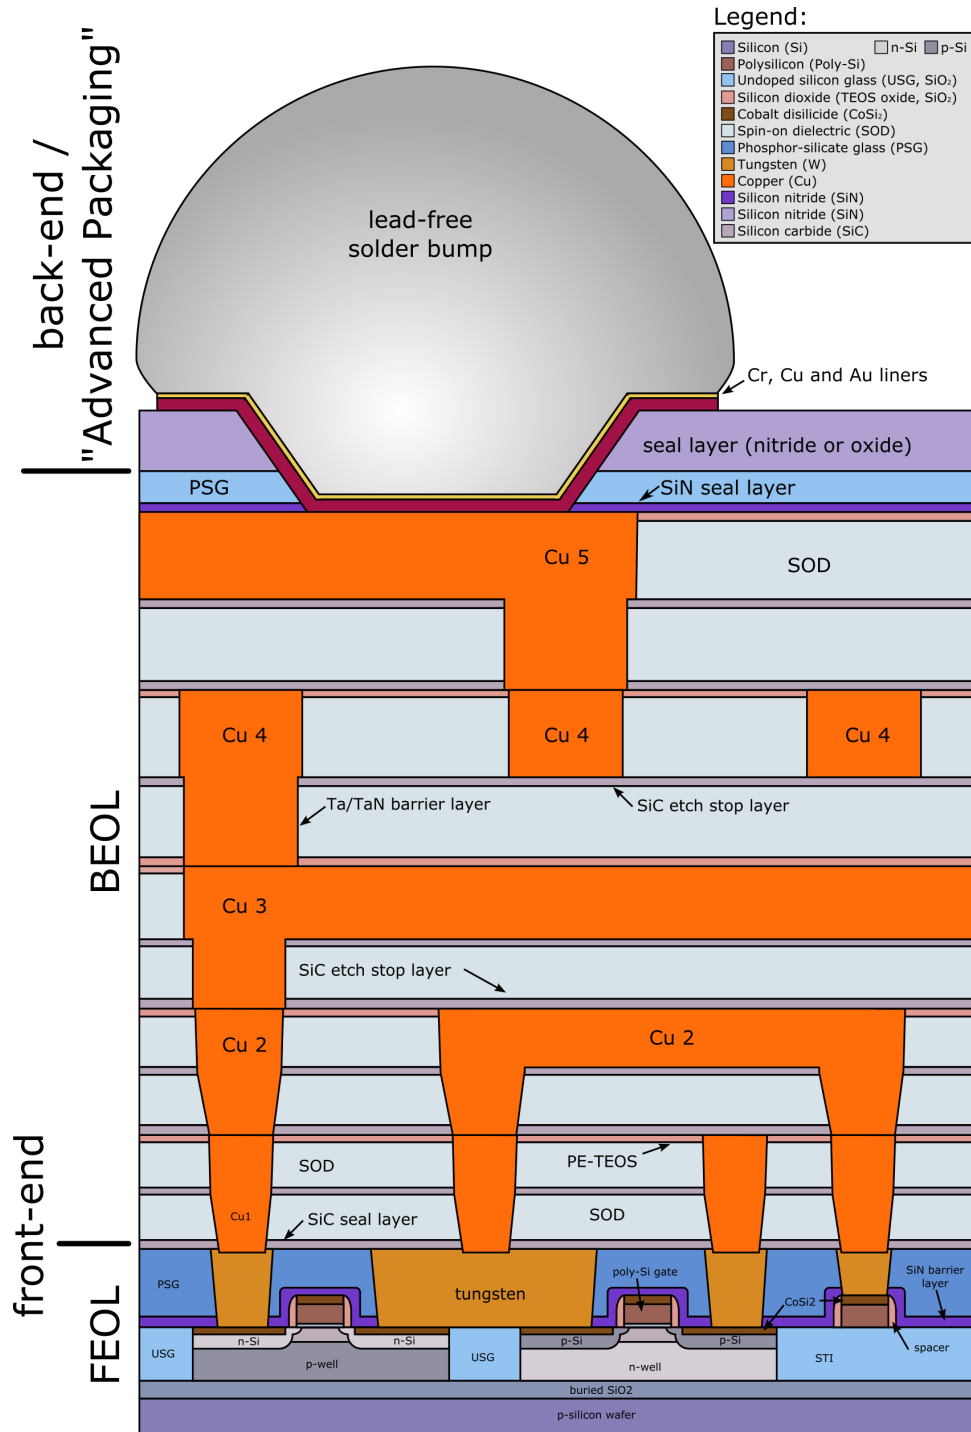 Legend:
Silicon (Si)
n-Si
p-Si
Polysilicon (Poly-Si)
Undoped silicon glass (USG, SiO₂)
Silicon dioxide (TEOS oxide, SiO₂)
Cobalt disilicide (CoSi₂)
Spin-on dielectric (SOD)
Phosphor-silicate glass (PSG)
Tungsten (W)
Copper (Cu)
Silicon nitride (SiN)
Silicon nitride (SiN)
Silicon carbide (SiC)
back-end /
"Advanced Packaging"
lead-free
solder bump
Cr, Cu and Au liners
seal layer (nitride or oxide)
PSG
SiN seal layer
Cu 5
SOD
Cu 4
Cu 4
Cu 4
Ta/TaN barrier layer
SiC etch stop layer
BEOL
Cu 3
SiC etch stop layer
Cu 2
Cu 2
front-end
SOD
PE-TEOS
Cu1
SiC seal layer
SOD
FEOL
PSG
tungsten
poly-Si gate
CoSi2
SiN barrier
layer
spacer
USG
n-Si
n-Si
p-well
USG
p-Si
p-Si
n-well
STI
buried SiO2
p-silicon wafer